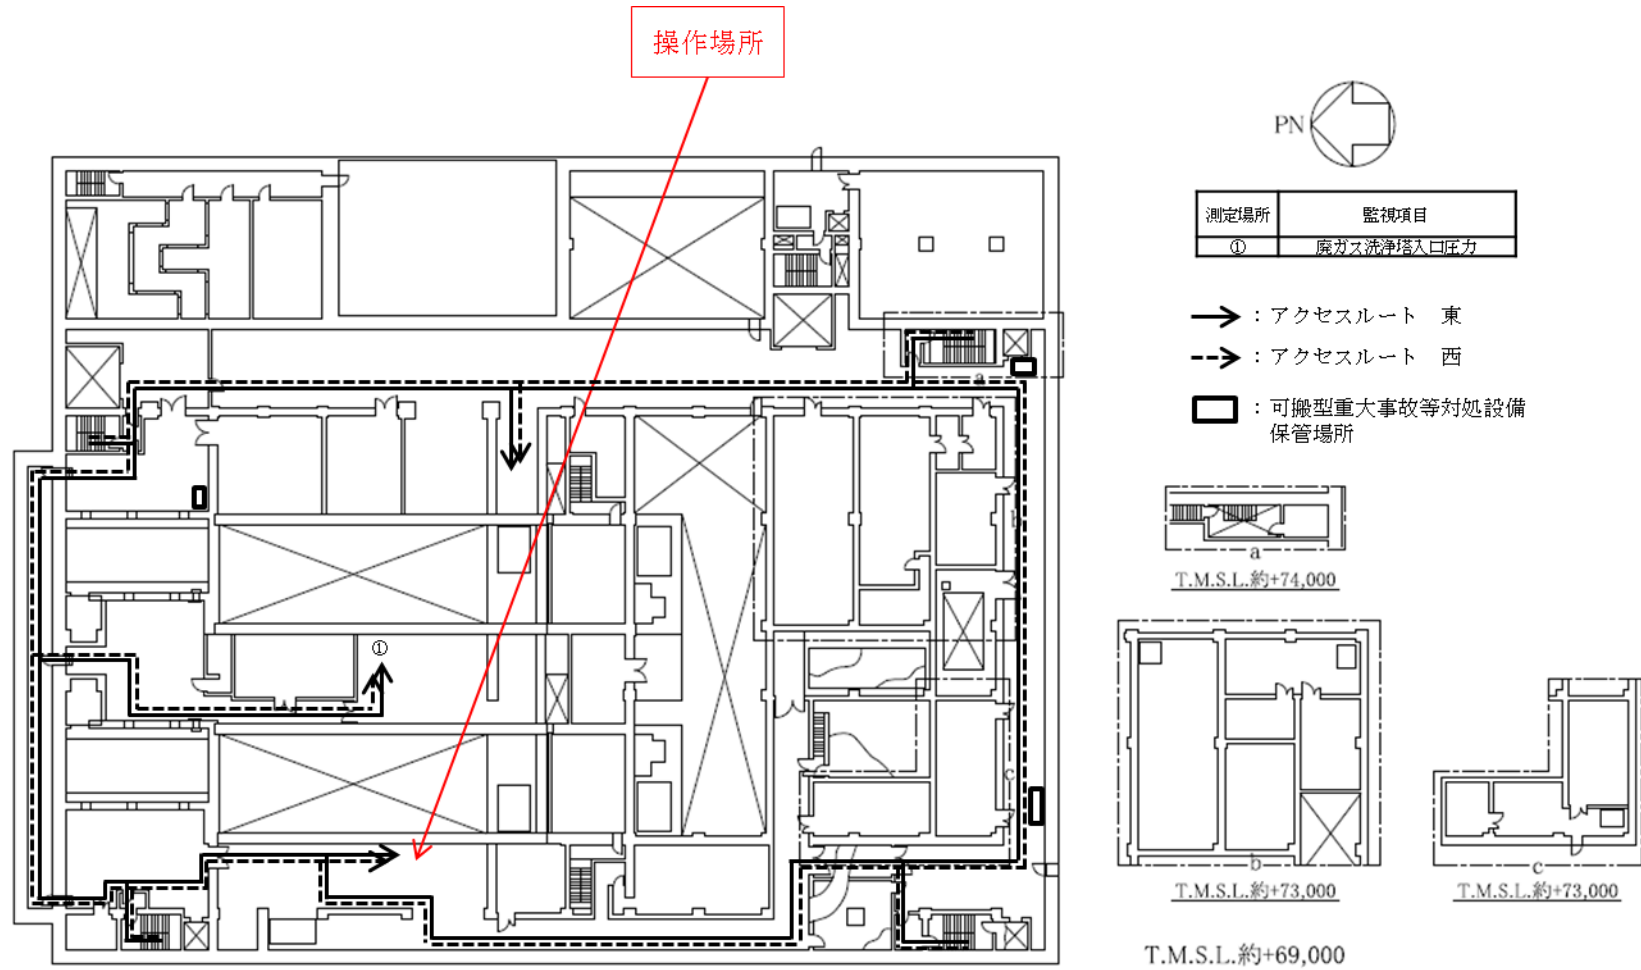 操作場所
PN
測定場所 監視項目
① 廃ガス洗浄塔入口圧力
：アクセスルート 東
：アクセスルート 西
：可搬型重大事故等対処設備
保管場所
a
b
c
①
a
T.M.S.L.約+74,000
b
T.M.S.L.約+73,000
c
T.M.S.L.約+73,000
T.M.S.L.約+69,000